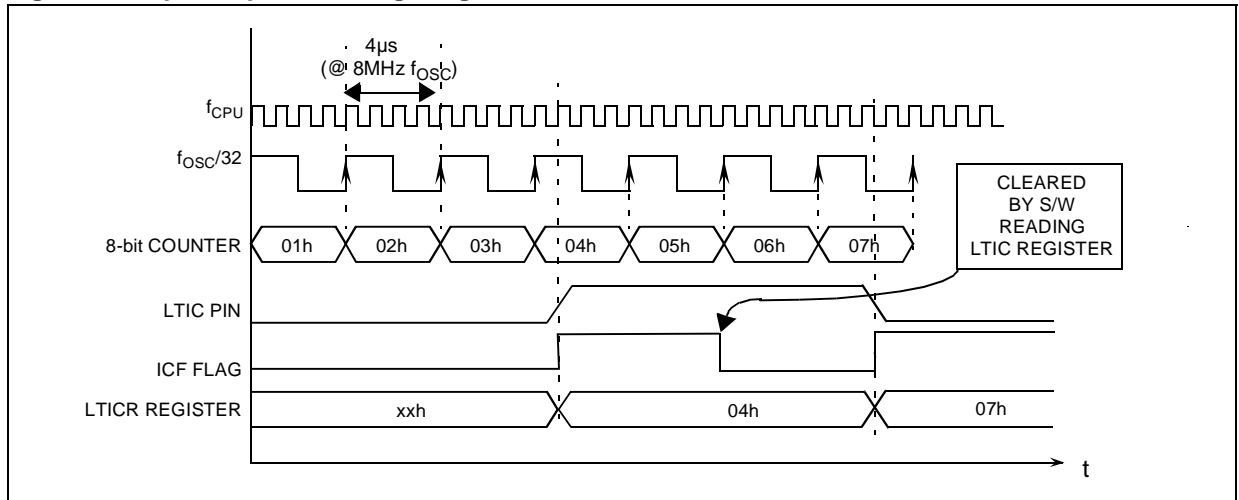 4µs
(@ 8MHz fOSC)
fCPU
fOSC/32
CLEARED
BY S/W
READING
LTIC REGISTER
8-bit COUNTER
01h 02h 03h 04h 05h 06h 07h
LTIC PIN
ICF FLAG
LTICR REGISTER
xxh 04h 07h
t